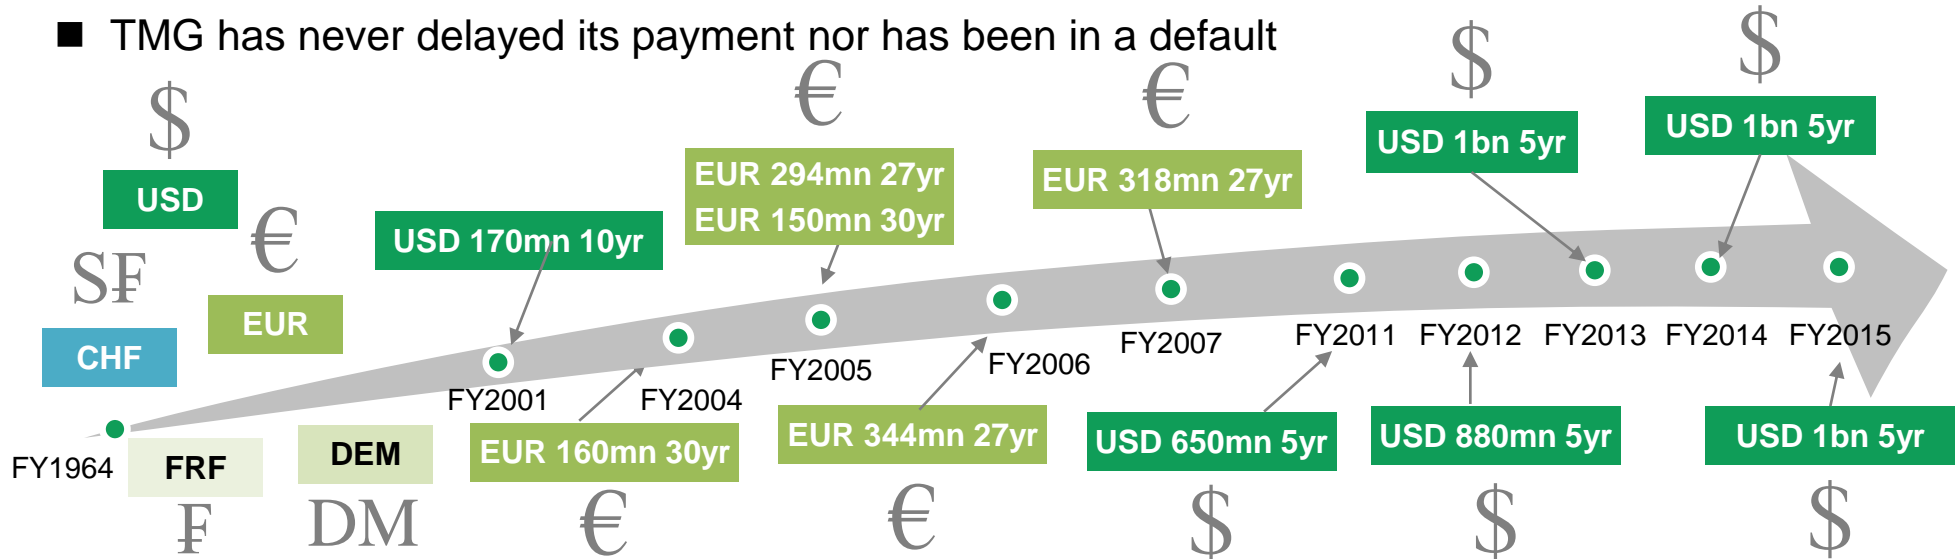 ■ TMG has never delayed its payment nor has been in a default
$
USD
€
EUR
S₣
CHF
FY1964
FRF
₣
DEM
DM
USD 170mn 10yr
FY2001
FY2004
EUR 160mn 30yr
€
€
EUR 294mn 27yr
EUR 150mn 30yr
FY2005
FY2006
EUR 344mn 27yr
€
€
EUR 318mn 27yr
FY2007
FY2011
USD 650mn 5yr
$
FY2012
USD 880mn 5yr
$
$
USD 1bn 5yr
FY2013
$
USD 1bn 5yr
FY2014
FY2015
USD 1bn 5yr
$